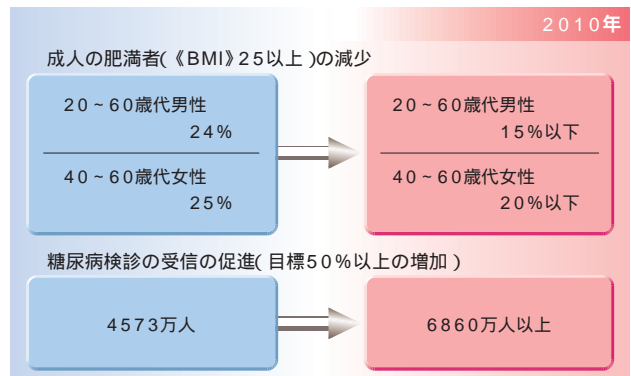 2010年
成人の肥満者(《BMI》25以上)の減少
20~60歳代男性
24%
40~60歳代女性
25%
20~60歳代男性
15%以下
40~60歳代女性
20%以下
糖尿病検診の受信の促進(目標50%以上の増加)
4573万人
6860万人以上